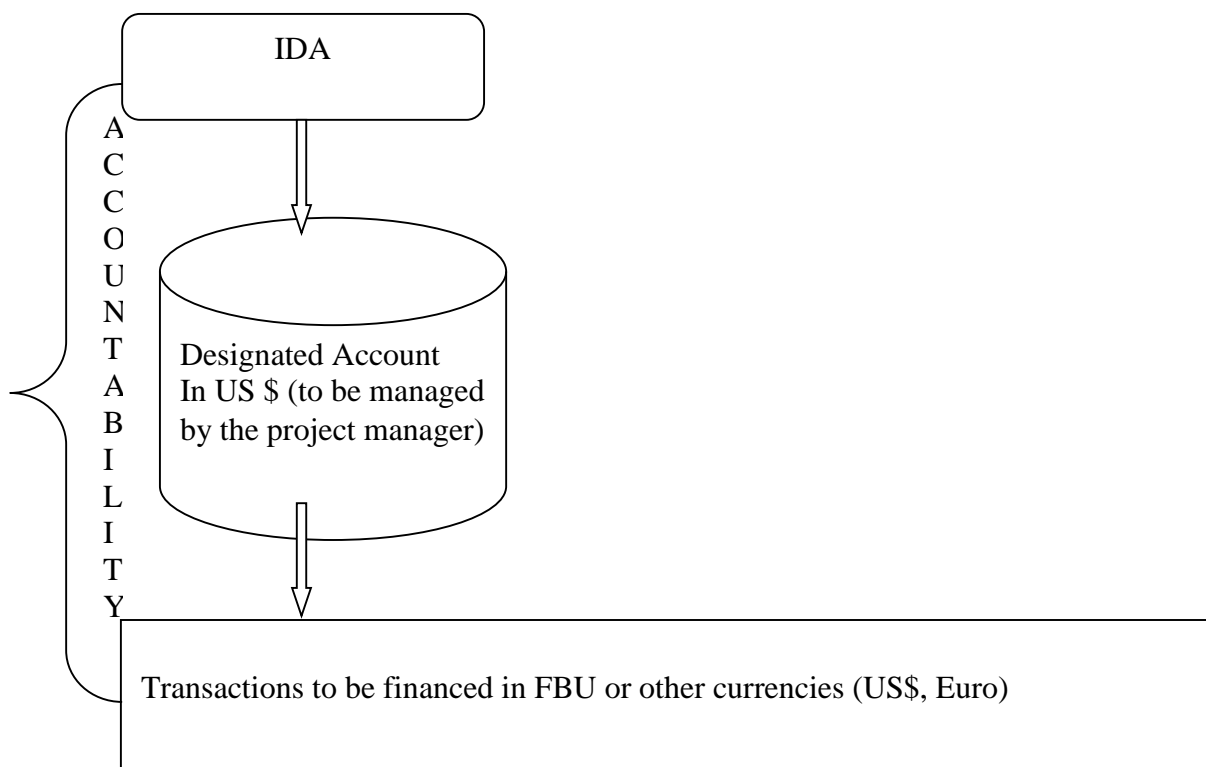 IDA
A
C
C
O
U
N
T
A
B
I
L
I
T
Y
Designated Account
In US $ (to be managed
by the project manager)
Transactions to be financed in FBU or other currencies (US$, Euro)